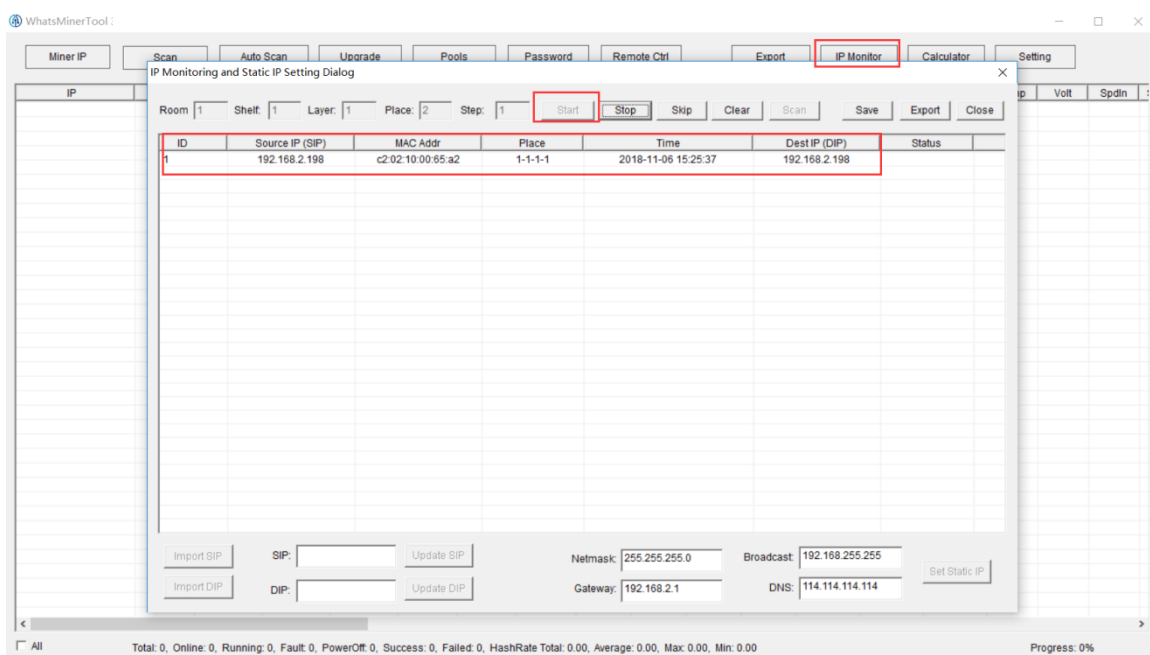 WhatsMinerTool
Miner IP Scan Auto Scan Upgrade Pools Password Remote Ctrl Export IP Monitor Calculator Setting
IP Monitoring and Static IP Setting Dialog
IP Volt SpdIn
Room 1 Shelf: 1 Layer: 1 Place: 2 Step: 1 Start Stop Skip Clear Scan Save Export Close
ID Source IP (SIP) MAC Addr Place Time Dest IP (DIP) Status
1 192.168.2.198 c2:02:10:00:65:a2 1-1-1-1 2018-11-06 15:25:37 192.168.2.198
Import SIP SIP: Update SIP Netmask: 255.255.255.0 Broadcast: 192.168.255.255
Set Static IP
Import DIP DIP: Update DIP Gateway: 192.168.2.1 DNS: 114.114.114.114
All Total: 0, Online: 0, Running: 0, Fault: 0, PowerOff: 0, Success: 0, Failed: 0, HashRate Total: 0.00, Average: 0.00, Max: 0.00, Min: 0.00 Progress: 0%